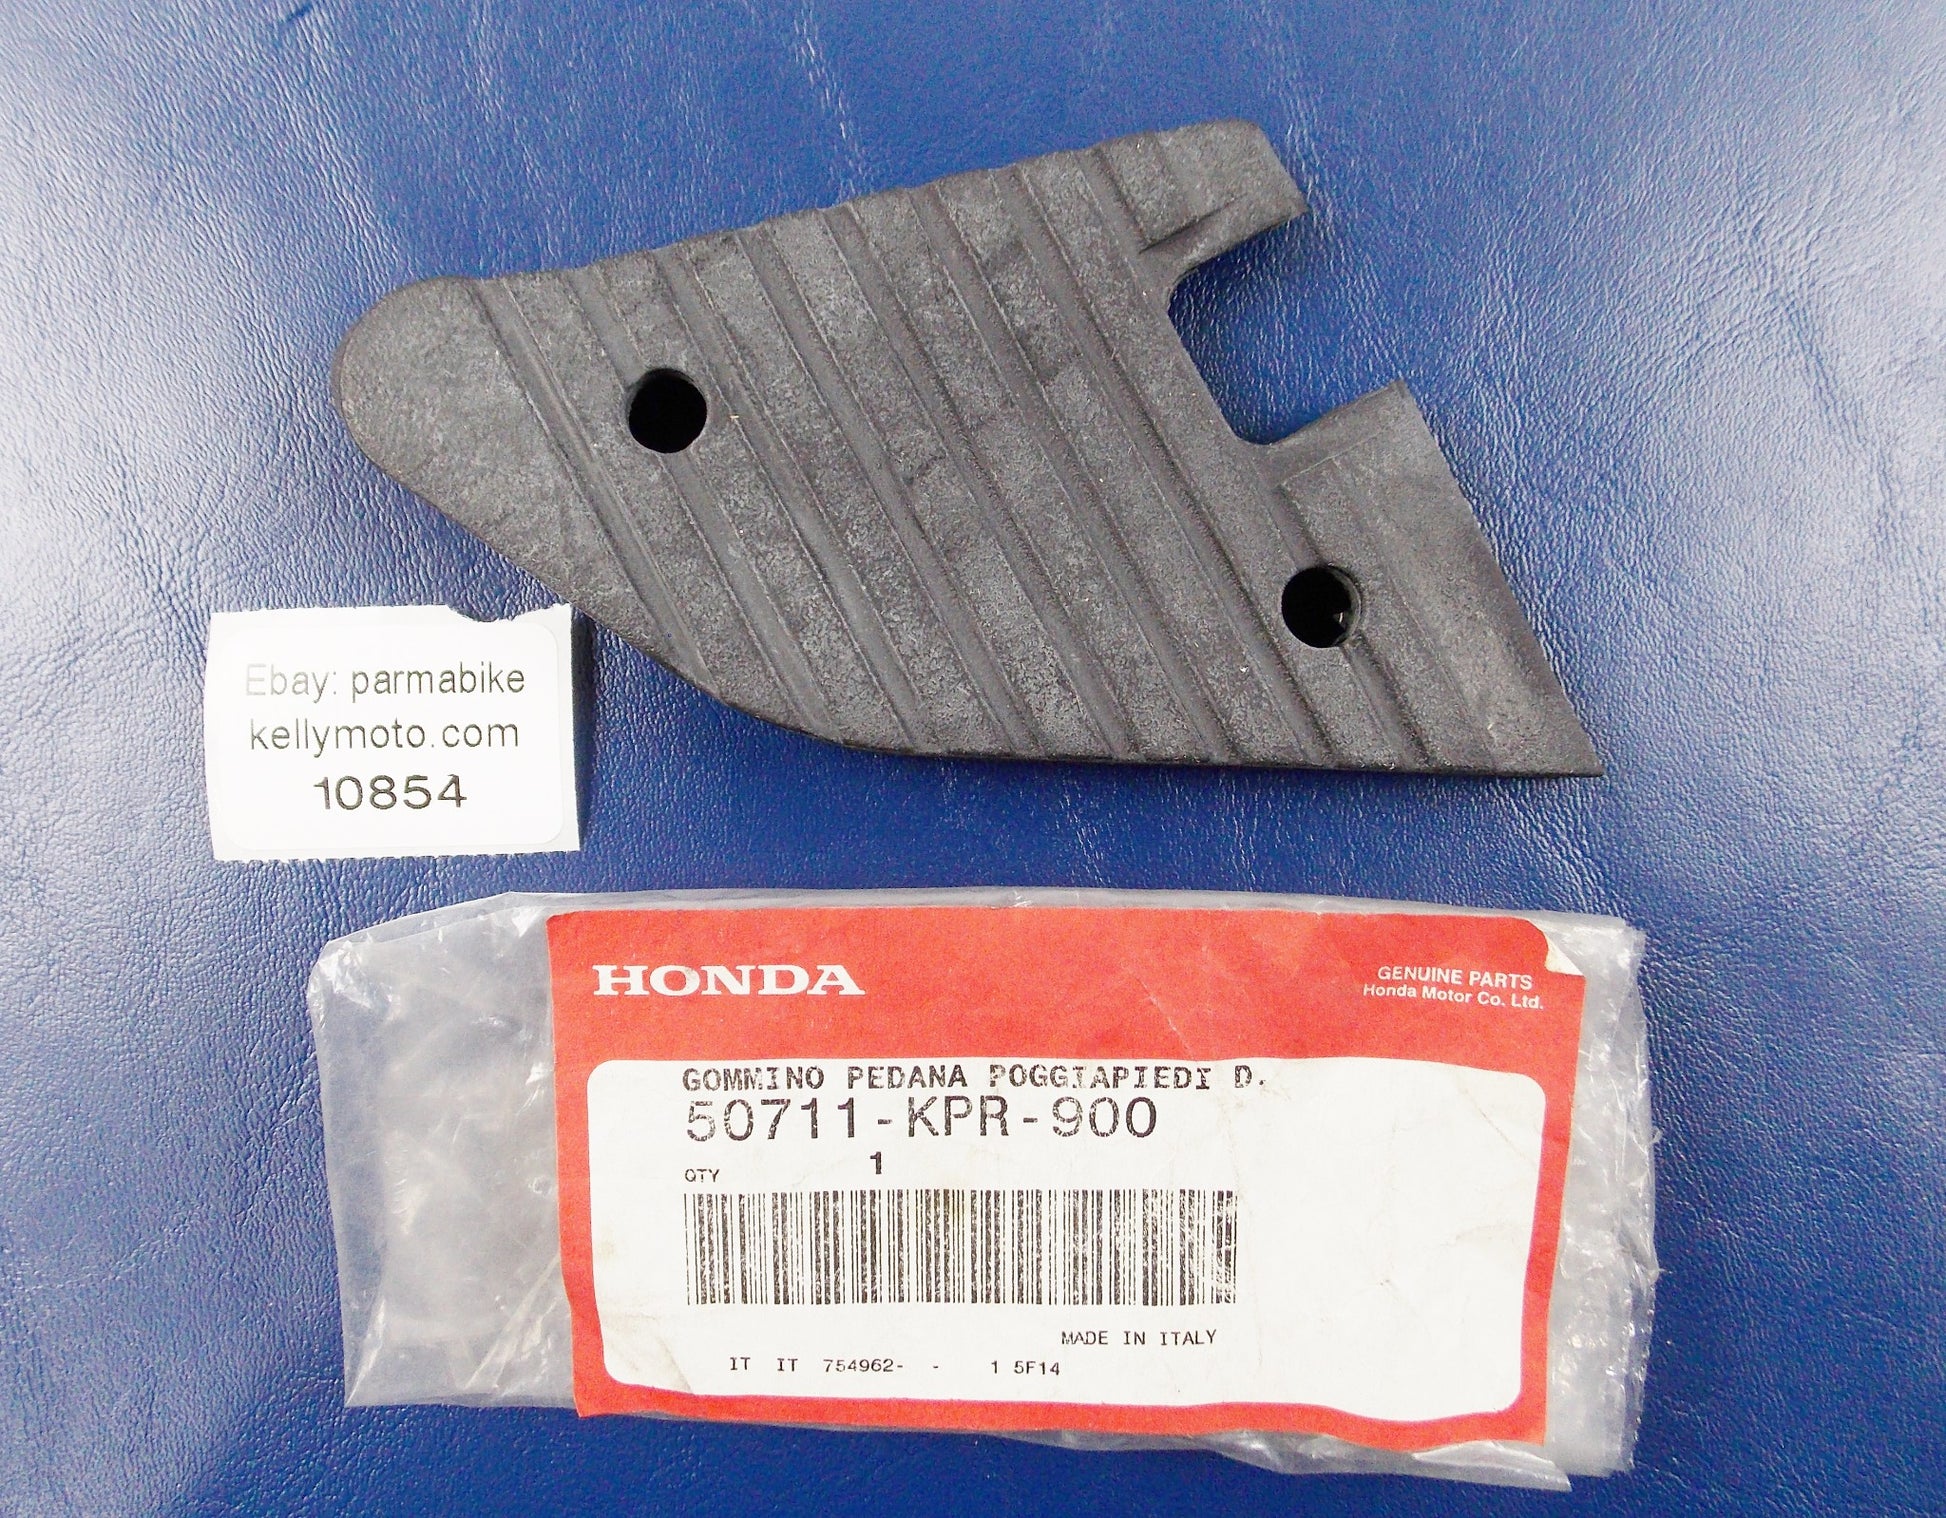 Ebay: parmabike
kellymoto.com
10854
HONDA
GENUINE PARTS
Honda Motor Co. Ltd.
GOMMINO PEDANA POGGIAPIEDI D.
50711-KPR-900
QTY 1
MADE IN ITALY
IT IT 754962- - 1 5F14